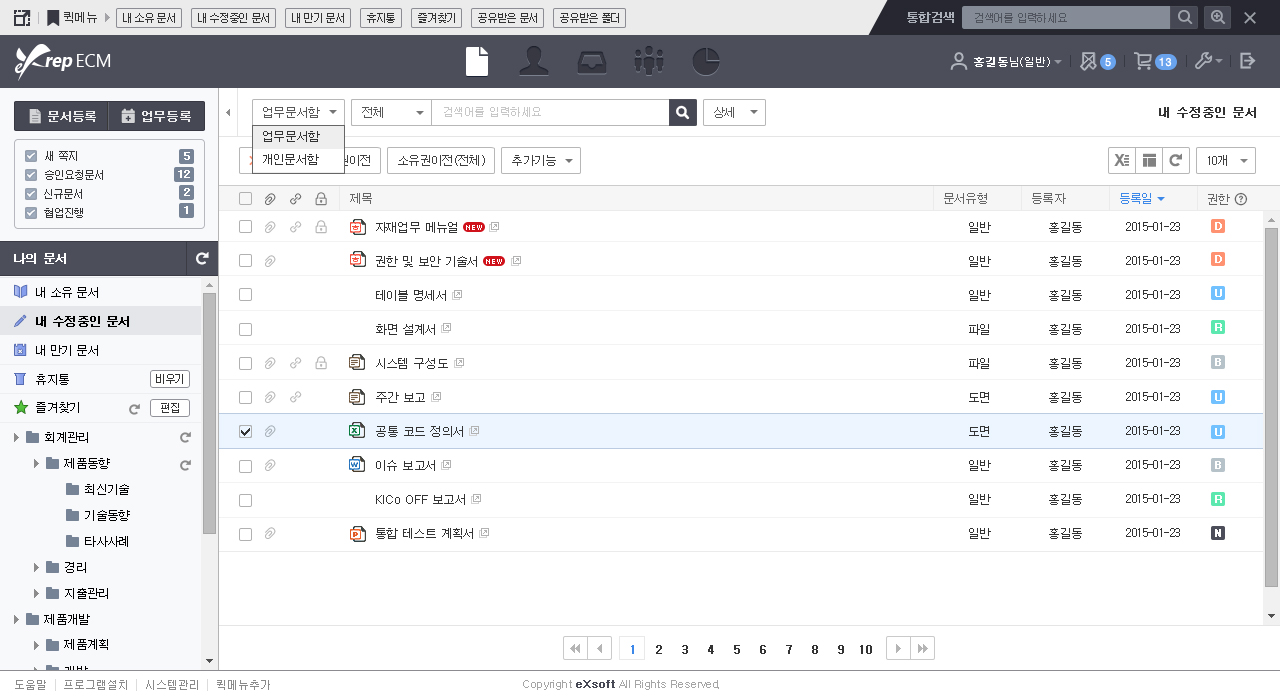 퀵메뉴 내 소유 문서 내 수정중인 문서 내 만기 문서 휴지통 즐겨찾기 공유받은 문서 공유받은 폴더 통합검색 검색어를 입력하세요
eXrep ECM 홍길동님(일반) 5 13
문서등록 업무등록
새 쪽지 5
승인요청문서 12
신규문서 2
협업진행 1
나의 문서
내 소유 문서
내 수정중인 문서
내 만기 문서
휴지통 비우기
즐겨찾기 편집
회계관리
제품동향
최신기술
기술동향
타사사례
경리
지출관리
제품개발
제품계획
업무문서함 전체 검색어를 입력하세요 상세 내 수정중인 문서
업무문서함
개인문서함
이전 소유권이전(전체) 추가기능 10개
제목 문서유형 등록자 등록일 권한
자재업무 메뉴얼 NEW 일반 홍길동 2015-01-23 D
권한 및 보안 기술서 NEW 일반 홍길동 2015-01-23 D
테이블 명세서 일반 홍길동 2015-01-23 U
화면 설계서 파일 홍길동 2015-01-23 R
시스템 구성도 파일 홍길동 2015-01-23 B
주간 보고 도면 홍길동 2015-01-23 U
공통 코드 정의서 도면 홍길동 2015-01-23 U
이슈 보고서 일반 홍길동 2015-01-23 B
KICo OFF 보고서 일반 홍길동 2015-01-23 R
통합 테스트 계획서 일반 홍길동 2015-01-23 N
1 2 3 4 5 6 7 8 9 10
도움말 프로그램설치 시스템관리 퀵메뉴추가 Copyright eXsoft All Rights Reserved.